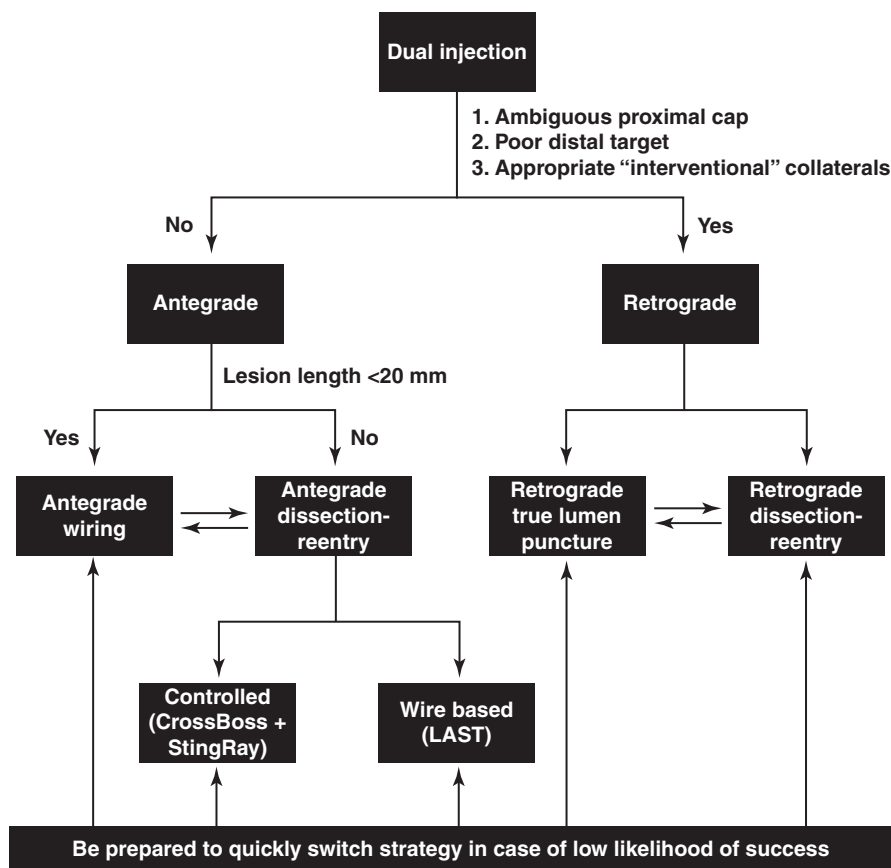 Dual injection
1. Ambiguous proximal cap
2. Poor distal target
3. Appropriate “interventional” collaterals
No
Yes
Antegrade
Retrograde
Lesion length <20 mm
Yes
No
Antegrade
wiring
Antegrade
dissection-
reentry
Retrograde
true lumen
puncture
Retrograde
dissection-
reentry
Controlled
(CrossBoss +
StingRay)
Wire based
(LAST)
Be prepared to quickly switch strategy in case of low likelihood of success